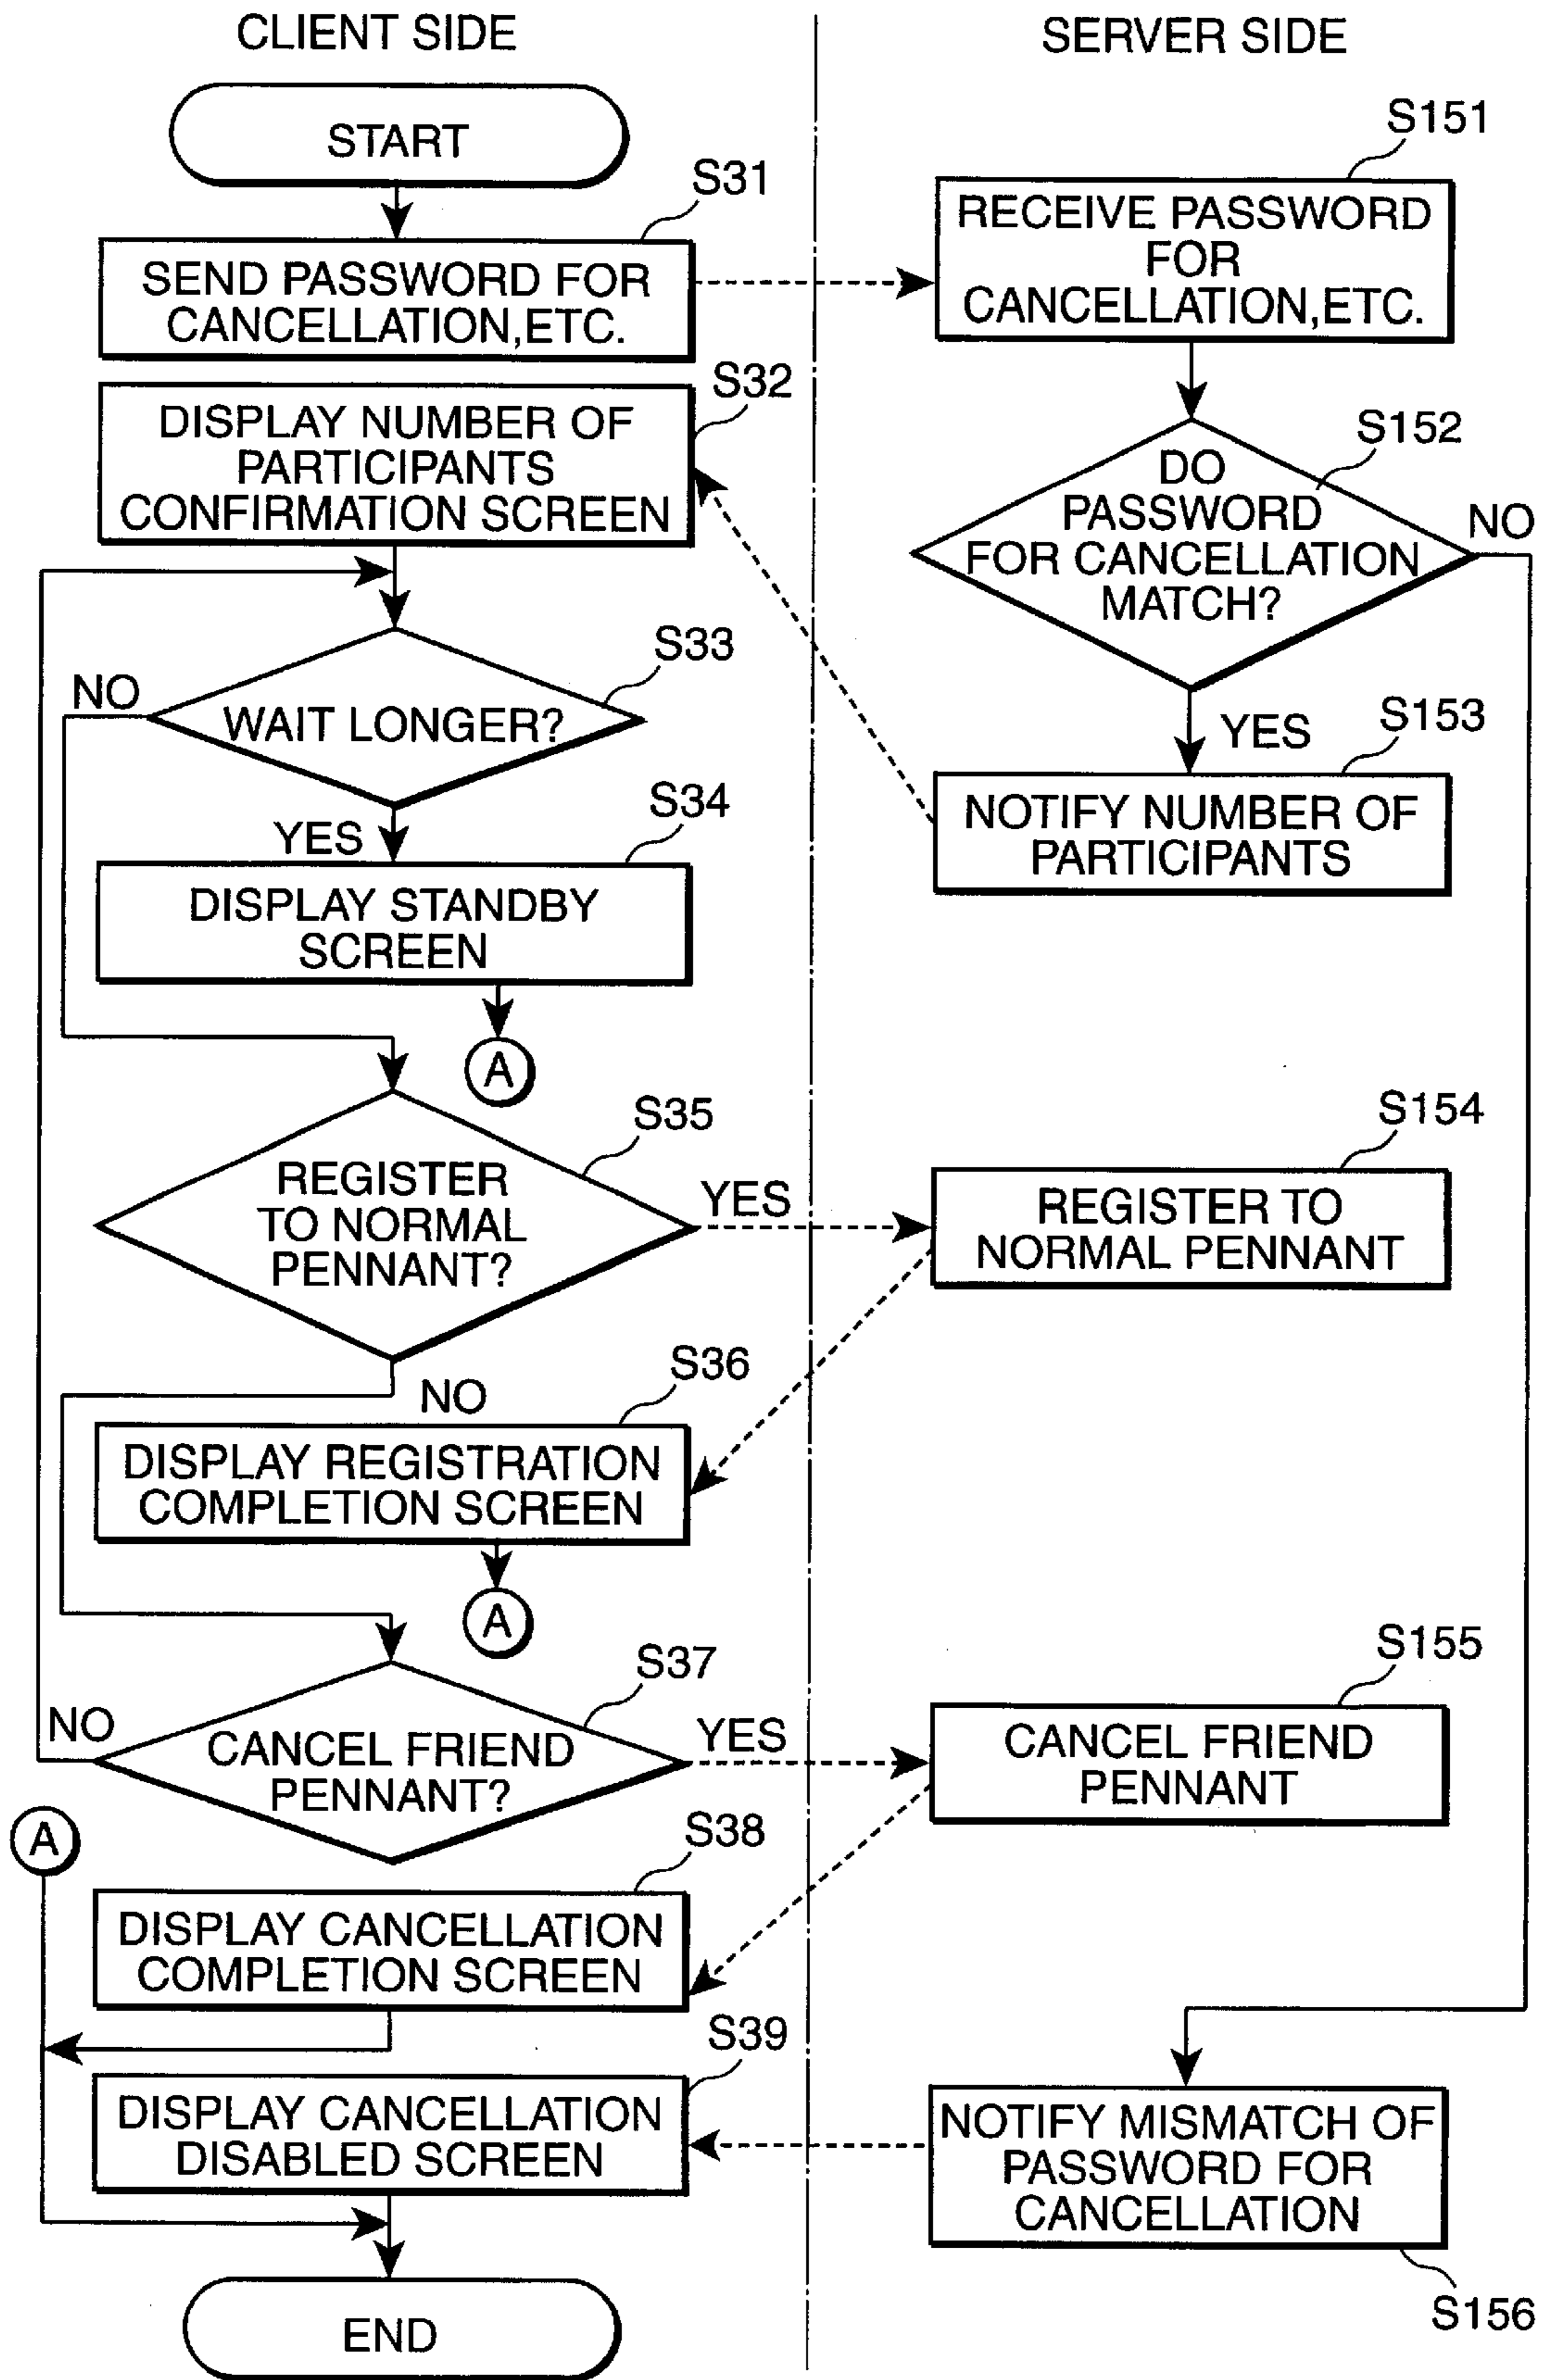 CLIENT SIDE
SERVER SIDE
START
S31
SEND PASSWORD FOR
CANCELLATION,ETC.
S151
RECEIVE PASSWORD
FOR
CANCELLATION,ETC.
S32
DISPLAY NUMBER OF
PARTICIPANTS
CONFIRMATION SCREEN
S152
DO
PASSWORD
FOR CANCELLATION
MATCH?
NO
YES
S33
NO
WAIT LONGER?
YES
S153
NOTIFY NUMBER OF
PARTICIPANTS
S34
DISPLAY STANDBY
SCREEN
A
S35
REGISTER
TO NORMAL
PENNANT?
YES
NO
S154
REGISTER TO
NORMAL PENNANT
S36
DISPLAY REGISTRATION
COMPLETION SCREEN
A
S37
NO
CANCEL FRIEND
PENNANT?
YES
S155
CANCEL FRIEND
PENNANT
A
S38
DISPLAY CANCELLATION
COMPLETION SCREEN
S39
DISPLAY CANCELLATION
DISABLED SCREEN
NOTIFY MISMATCH OF
PASSWORD FOR
CANCELLATION
S156
END